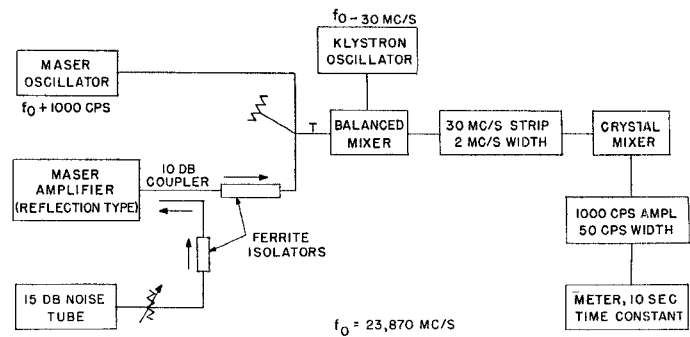 f₀ - 30 MC/S
KLYSTRON
OSCILLATOR
MASER
OSCILLATOR
f₀ + 1000 CPS
T
BALANCED
MIXER
30 MC/S STRIP
2 MC/S WIDTH
CRYSTAL
MIXER
MASER
AMPLIFIER
(REFLECTION TYPE)
10 DB
COUPLER
FERRITE
ISOLATORS
1000 CPS AMPL
50 CPS WIDTH
15 DB NOISE
TUBE
METER, 10 SEC
TIME CONSTANT
f₀ = 23,870 MC/S